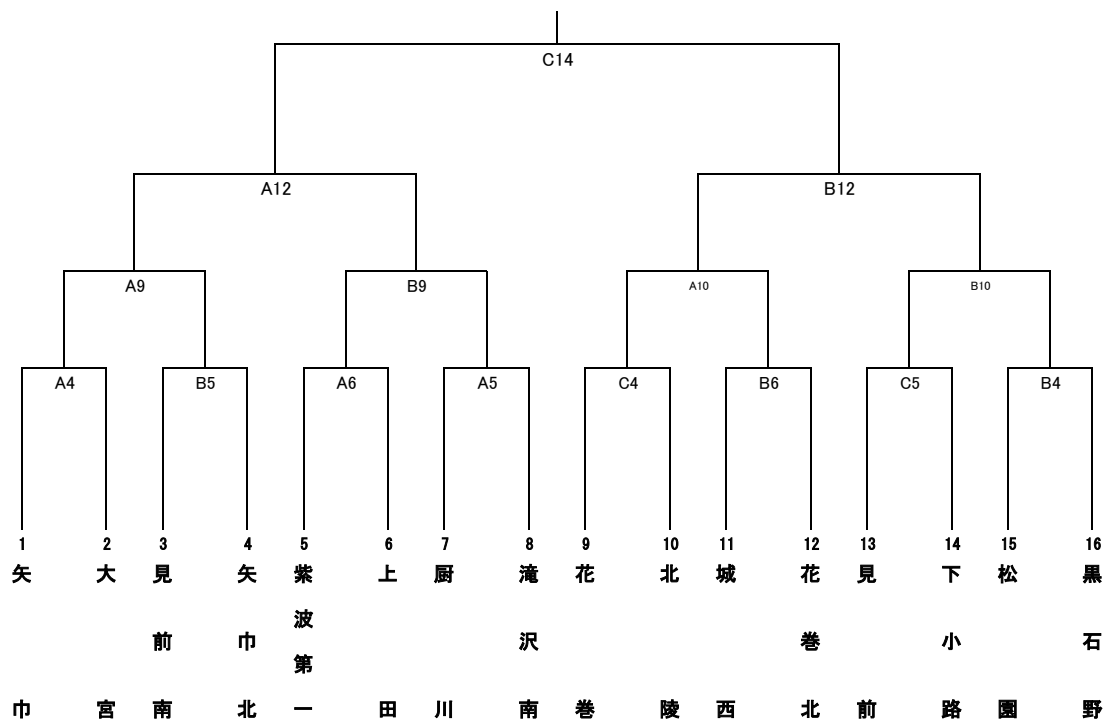 C14
A12
B12
A9
B9
A10
B10
A4
B5
A6
A5
C4
B6
C5
B4
1
2
3
4
5
6
7
8
9
10
11
12
13
14
15
16
矢巾
大宮
見前南
矢巾北
紫波第一
上田
厨川
滝沢南
花巻
北陵
城西
花巻北
見前
下小路
松園
黒石野